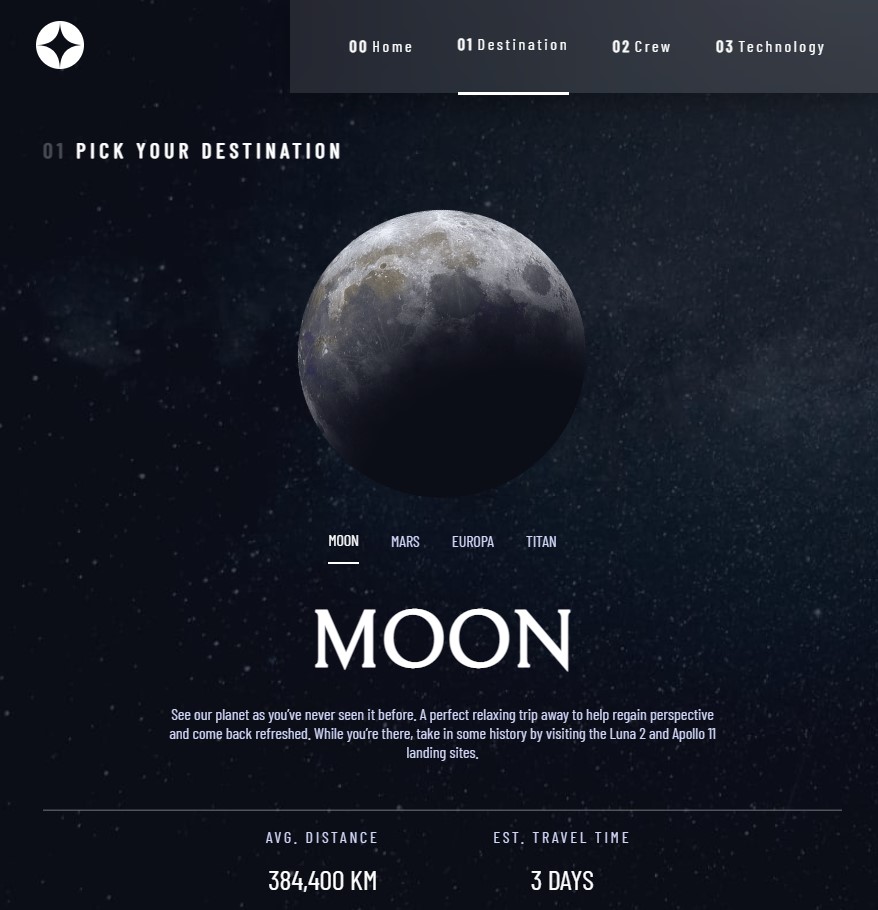 00 Home 01 Destination 02 Crew 03 Technology
01 PICK YOUR DESTINATION
MOON MARS EUROPA TITAN
MOON
See our planet as you’ve never seen it before. A perfect relaxing trip away to help regain perspective
and come back refreshed. While you’re there, take in some history by visiting the Luna 2 and Apollo 11
landing sites.
AVG. DISTANCE EST. TRAVEL TIME
384,400 KM 3 DAYS